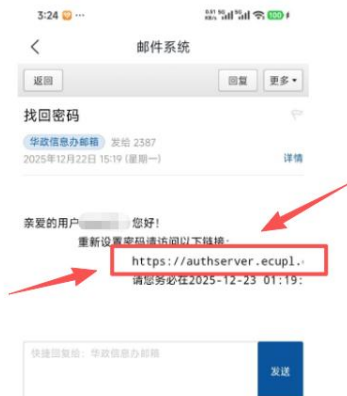 3:24
5G 5G 100
邮件系统
返回 回复 更多
找回密码
华政信息办邮箱 发给 2387
2025年12月22日 15:19 (星期一) 详情
亲爱的用户 您好!
重新设置密码请访问以下链接:
https://authserver.ecupl.
请您务必在2025-12-23 01:19:
快捷回复给: 华政信息办邮箱
发送